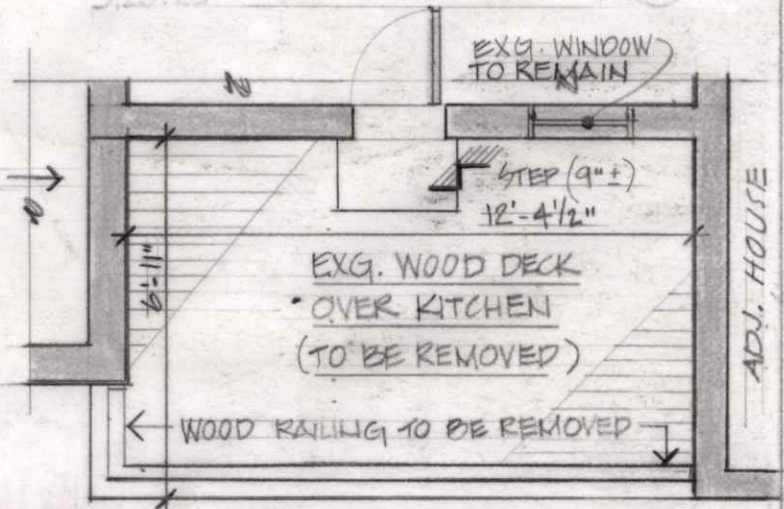 EXG. WINDOW
TO REMAIN
STEP (9"±)
12'-4½"
6'-11"
EXG. WOOD DECK
OVER KITCHEN
(TO BE REMOVED)
WOOD RAILING TO BE REMOVED
ADJ. HOUSE